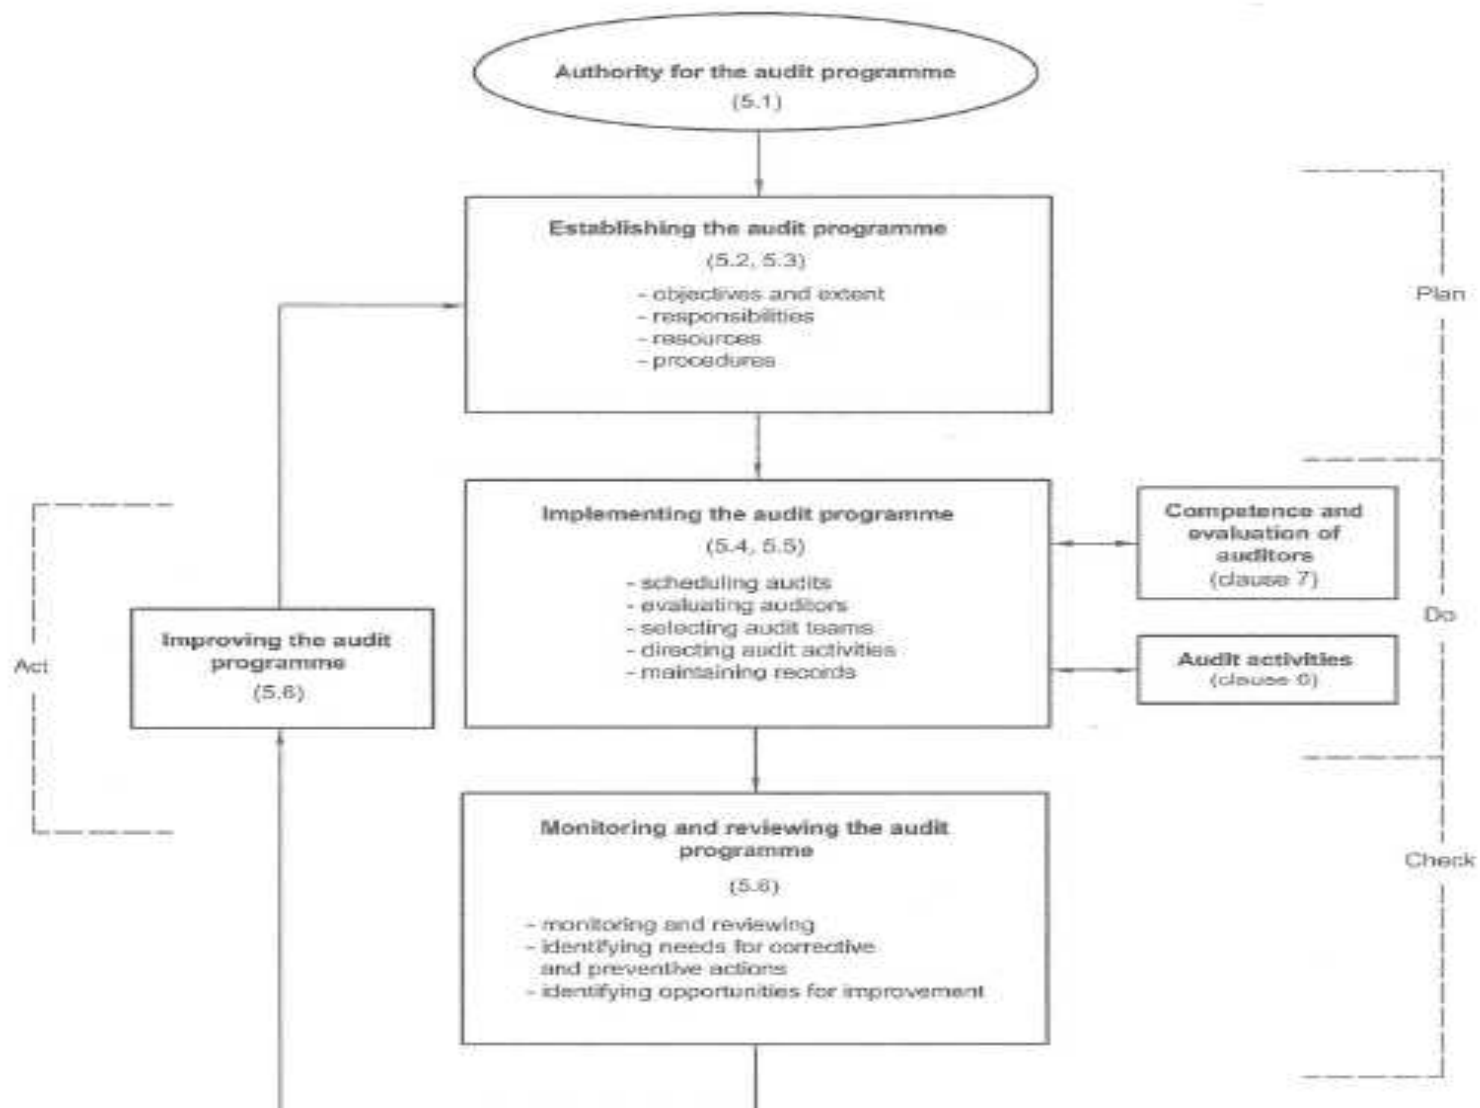 Authority for the audit programme
(5.1)
Establishing the audit programme
(5.2, 5.3)
- objectives and extent
- responsibilities
- resources
- procedures
Plan
Implementing the audit programme
(5.4, 5.5)
- scheduling audits
- evaluating auditors
- selecting audit teams
- directing audit activities
- maintaining records
Competence and
evaluation of
auditors
(clause 7)
Audit activities
(clause 6)
Do
Improving the audit
programme
(5.6)
Act
Monitoring and reviewing the audit
programme
(5.6)
- monitoring and reviewing
- identifying needs for corrective
and preventive actions
- identifying opportunities for improvement
Check